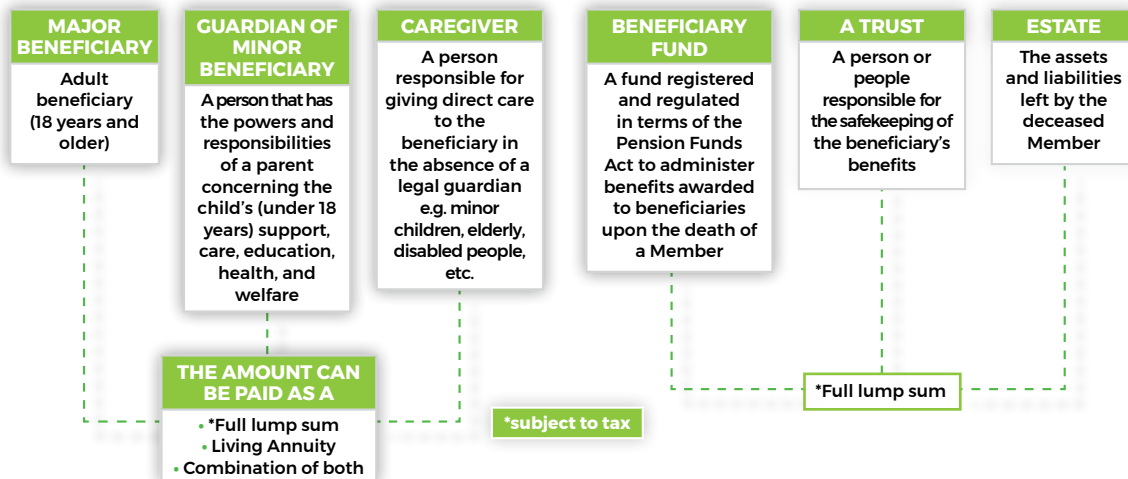 MAJOR
BENEFICIARY
Adult
beneficiary
(18 years and
older)
GUARDIAN OF
MINOR
BENEFICIARY
A person that has
the powers and
responsibilities
of a parent
concerning the
child's (under 18
years) support,
care, education,
health, and
welfare
CAREGIVER
A person
responsible for
giving direct care
to the
beneficiary in
the absence of a
legal guardian
e.g. minor
children, elderly,
disabled people,
etc.
BENEFICIARY
FUND
A fund registered
and regulated
in terms of the
Pension Funds
Act to administer
benefits awarded
to beneficiaries
upon the death of
a Member
A TRUST
A person or
people
responsible for
the safekeeping of
the beneficiary's
benefits
ESTATE
The assets
and liabilities
left by the
deceased
Member
THE AMOUNT CAN
BE PAID AS A
• *Full lump sum
• Living Annuity
• Combination of both
*subject to tax
*Full lump sum